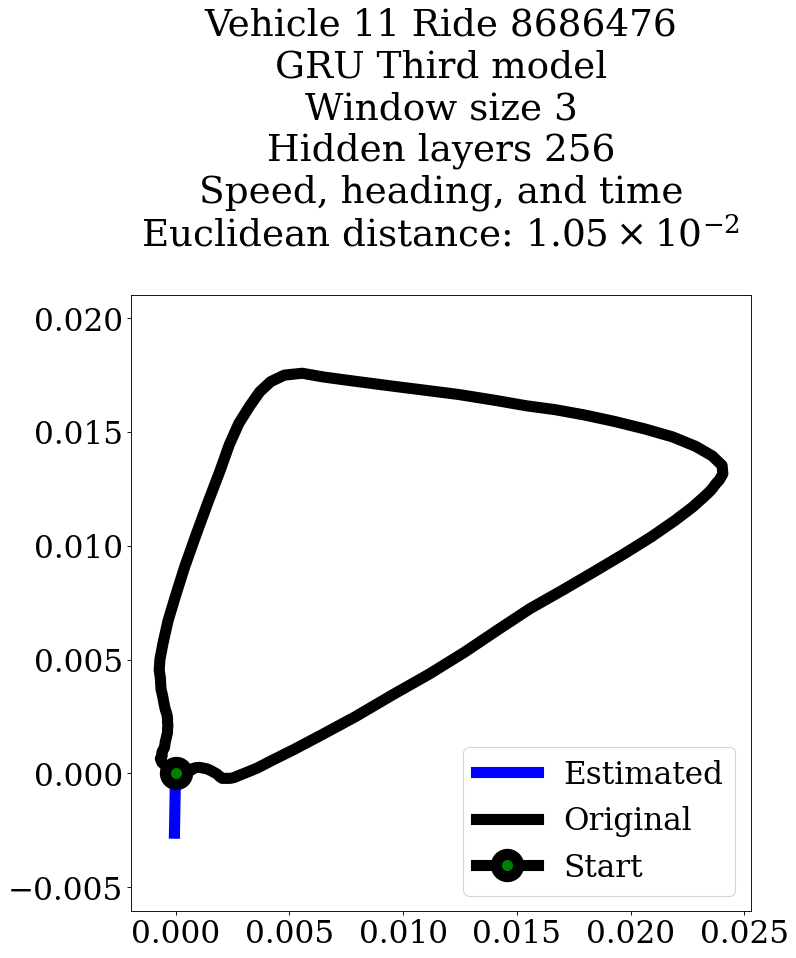 Vehicle 11 Ride 8686476
GRU Third model
Window size 3
Hidden layers 256
Speed, heading, and time
Euclidean distance: 1.05 × 10⁻²
0.020
0.015
0.010
0.005
0.000
−0.005
Estimated
Original
Start
0.000 0.005 0.010 0.015 0.020 0.025